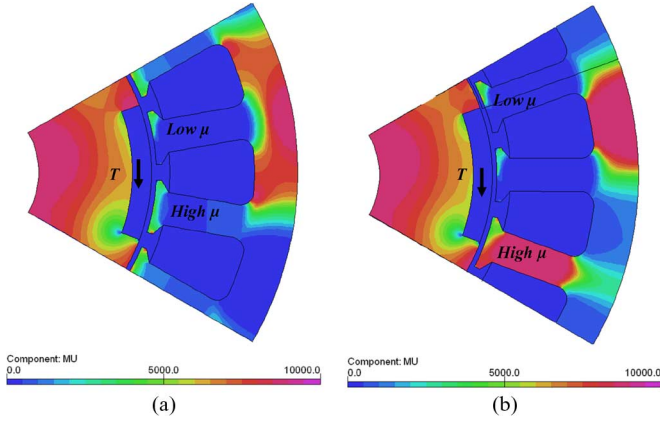 Low μ
T
High μ
Component: MU
0.0 5000.0 10000.0
(a)
Low μ
T
High μ
Component: MU
0.0 5000.0 10000.0
(b)